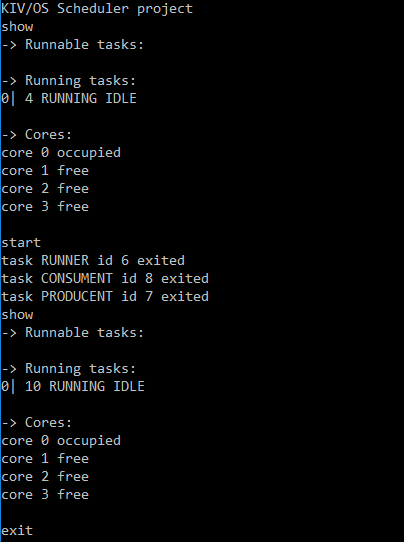 KIV/OS Scheduler project
show
-> Runnable tasks:
-> Running tasks:
0| 4 RUNNING IDLE
-> Cores:
core 0 occupied
core 1 free
core 2 free
core 3 free
start
task RUNNER id 6 exited
task CONSUMENT id 8 exited
task PRODUCENT id 7 exited
show
-> Runnable tasks:
-> Running tasks:
0| 10 RUNNING IDLE
-> Cores:
core 0 occupied
core 1 free
core 2 free
core 3 free
exit